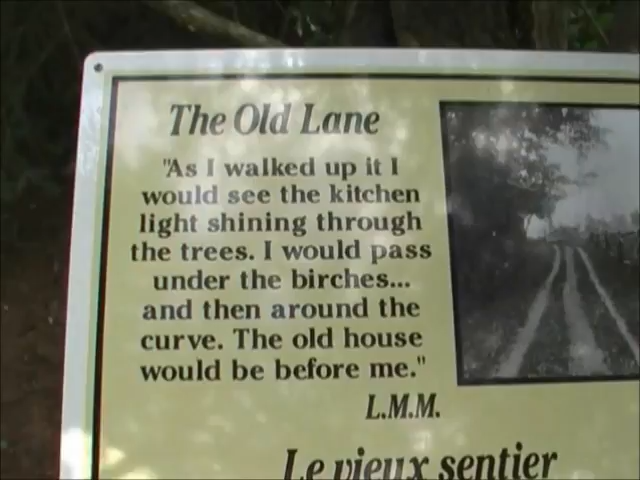 The Old Lane
"As I walked up it I
would see the kitchen
light shining through
the trees. I would pass
under the birches...
and then around the
curve. The old house
would be before me."
L.M.M.
Le vieux sentier